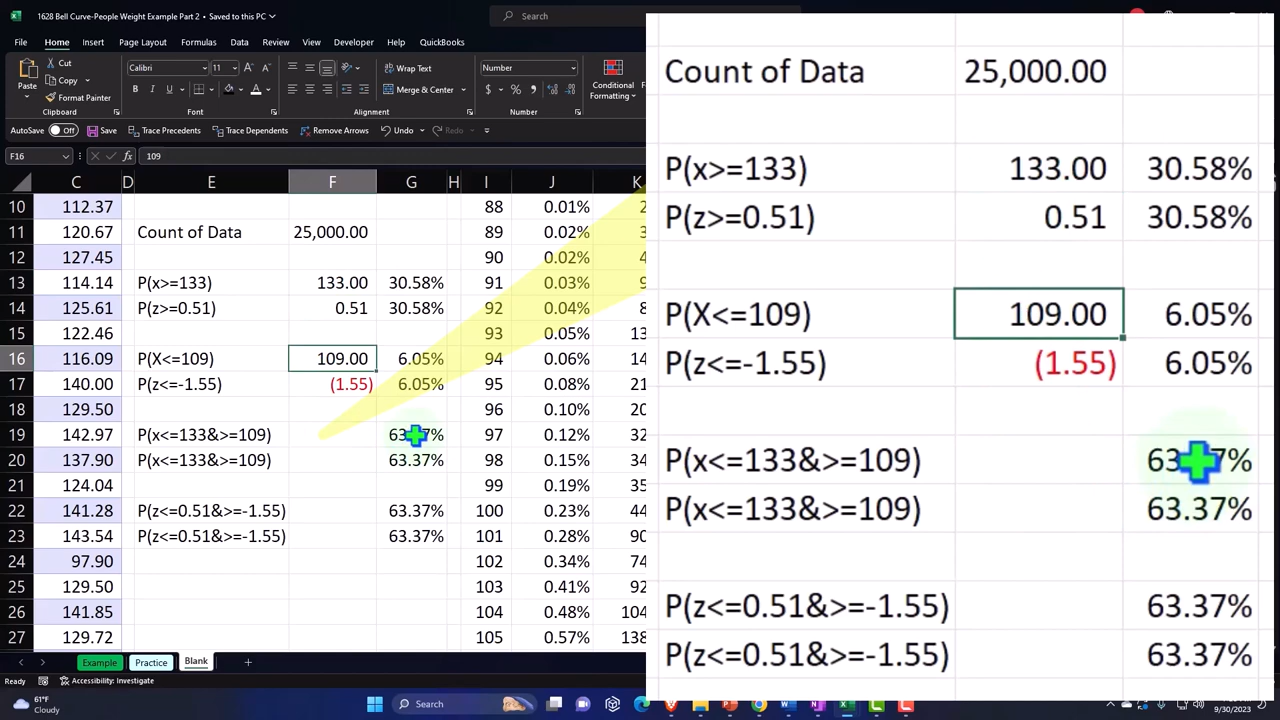 1628 Bell Curve-People Weight Example Part 2 • Saved to this PC
Search
File Home Insert Page Layout Formulas Data Review View Developer Help QuickBooks
Cut
Copy
Format Painter
Paste
Clipboard
Calibri 11
Font
Wrap Text
Merge & Center
Alignment
Number
Number
Conditional
Formatting
AutoSave Off Save Trace Precedents Trace Dependents Remove Arrows Undo Redo
F16 fx 109
C D E F G H I J K
10 112.37 88 0.01%
11 120.67 Count of Data 25,000.00 89 0.02%
12 127.45 90 0.02%
13 114.14 P(x>=133) 133.00 30.58% 91 0.03%
14 125.61 P(z>=0.51) 0.51 30.58% 92 0.04%
15 122.46 93 0.05%
16 116.09 P(X<=109) 109.00 6.05% 94 0.06%
17 140.00 P(z<=-1.55) (1.55) 6.05% 95 0.08%
18 129.50 96 0.10%
19 142.97 P(x<=133&>=109) 97 0.12%
20 137.90 P(x<=133&>=109) 63.37% 98 0.15%
21 124.04 99 0.19%
22 141.28 P(z<=0.51&>=-1.55) 63.37% 100 0.23%
23 143.54 P(z<=0.51&>=-1.55) 63.37% 101 0.28%
24 97.90 102 0.34%
25 129.50 103 0.41%
26 141.85 104 0.48%
27 129.72 105 0.57%
Example Practice Blank
Ready Accessibility: Investigate
61°F
Cloudy
Search
9/30/2023
Count of Data 25,000.00
P(x>=133) 133.00 30.58%
P(z>=0.51) 0.51 30.58%
P(X<=109) 109.00 6.05%
P(z<=-1.55) (1.55) 6.05%
P(x<=133&>=109)
P(x<=133&>=109) 63.37%
P(z<=0.51&>=-1.55) 63.37%
P(z<=0.51&>=-1.55) 63.37%